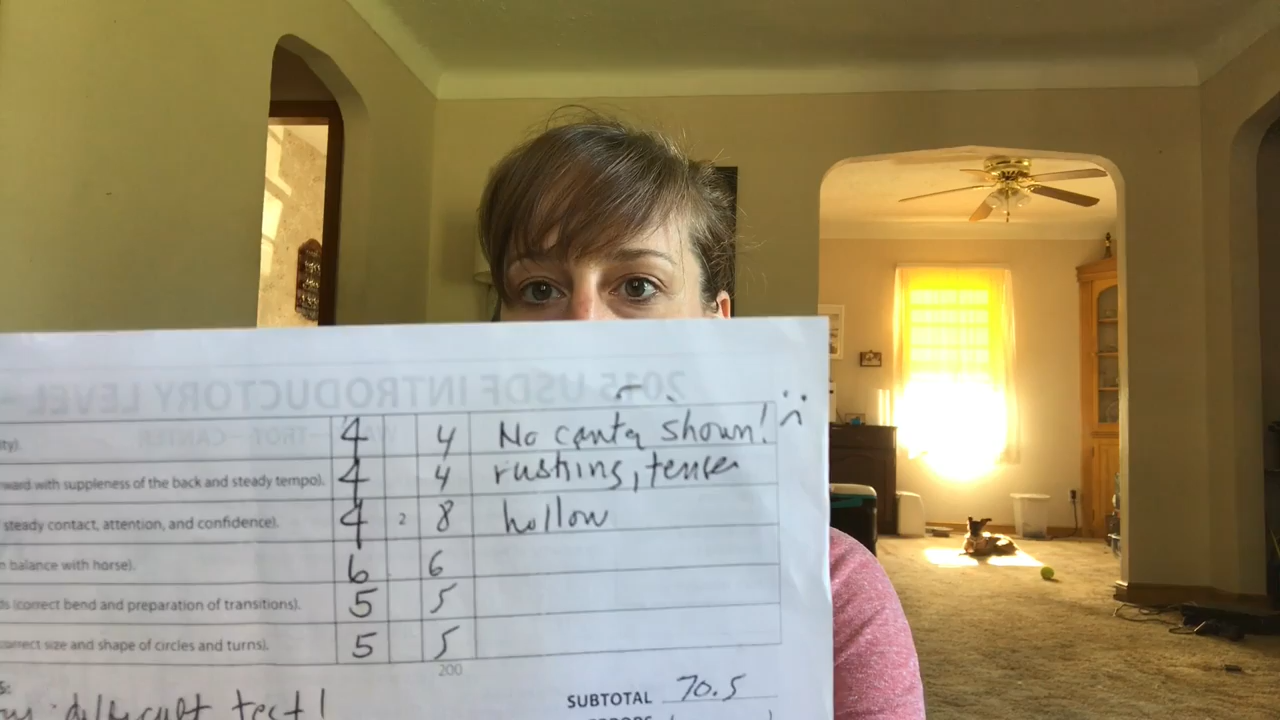 2015 USDF INTRODUCTORY LEVEL -
WALK - TROT - CANTER
ity). 4 4 No canter shown! :(
ward with suppleness of the back and steady tempo). 4 4 rushing, tense
steady contact, attention, and confidence). 4 2 8 hollow
n balance with horse). 6 6
ds (correct bend and preparation of transitions). 5 5
correct size and shape of circles and turns). 5 5
200
S:
difficult test!
SUBTOTAL 70.5
ERRORS